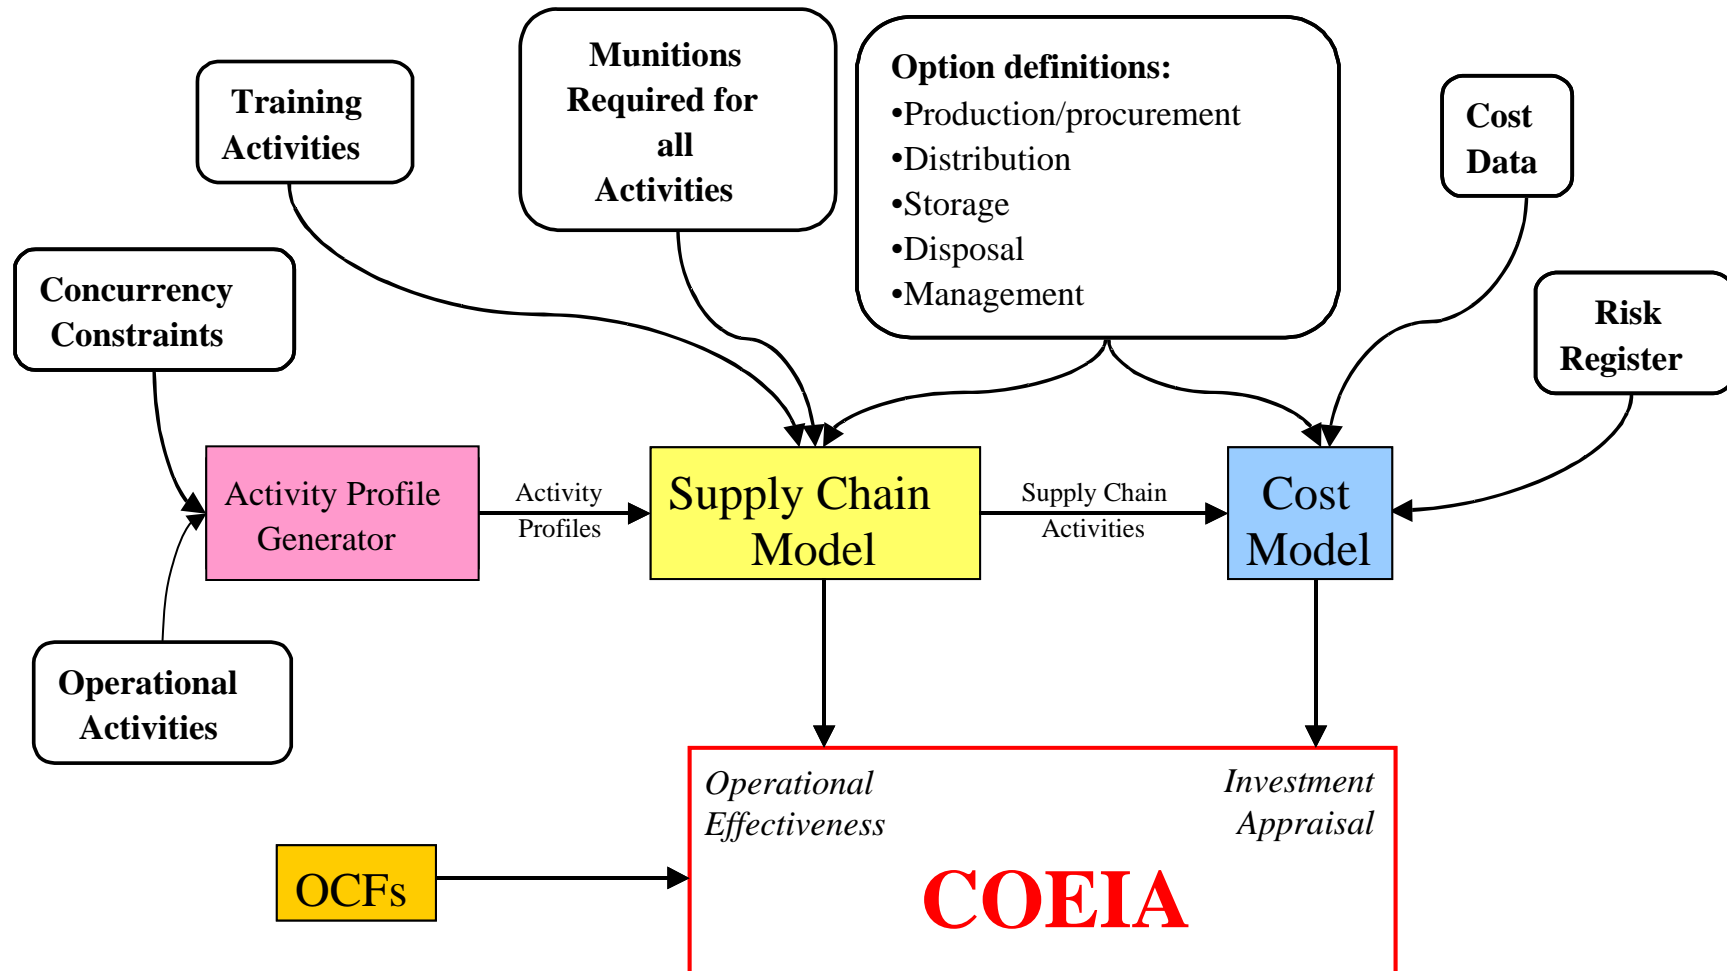 Training
Activities
Munitions
Required for
all
Activities
Option definitions:
•Production/procurement
•Distribution
•Storage
•Disposal
•Management
Cost
Data
Concurrency
Constraints
Risk
Register
Activity Profile
Generator
Activity
Profiles
Supply Chain
Model
Supply Chain
Activities
Cost
Model
Operational
Activities
Operational
Effectiveness
Investment
Appraisal
OCFs
COEIA